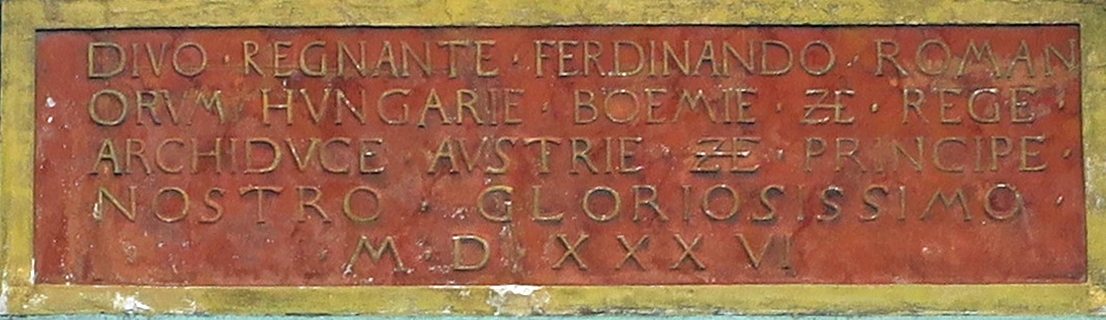 DIVO · REGNANTE · FERDINANDO · ROMAN
ORVM · HVNGARIE · BOEMIE · ZE · REGE ·
ARCHIDVCE · AVSTRIE · ZE · PRINCIPE ·
NOSTRO · GLORIOSISSIMO ·
· M · D · XXXVI